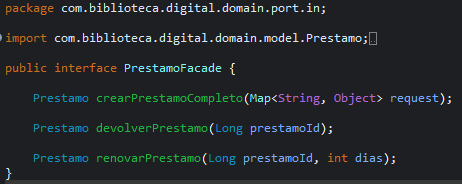 package com.biblioteca.digital.domain.port.in;
import com.biblioteca.digital.domain.model.Prestamo;
public interface PrestamoFacade {
Prestamo crearPrestamoCompleto(Map<String, Object> request);
Prestamo devolverPrestamo(Long prestamoId);
Prestamo renovarPrestamo(Long prestamoId, int dias);
}